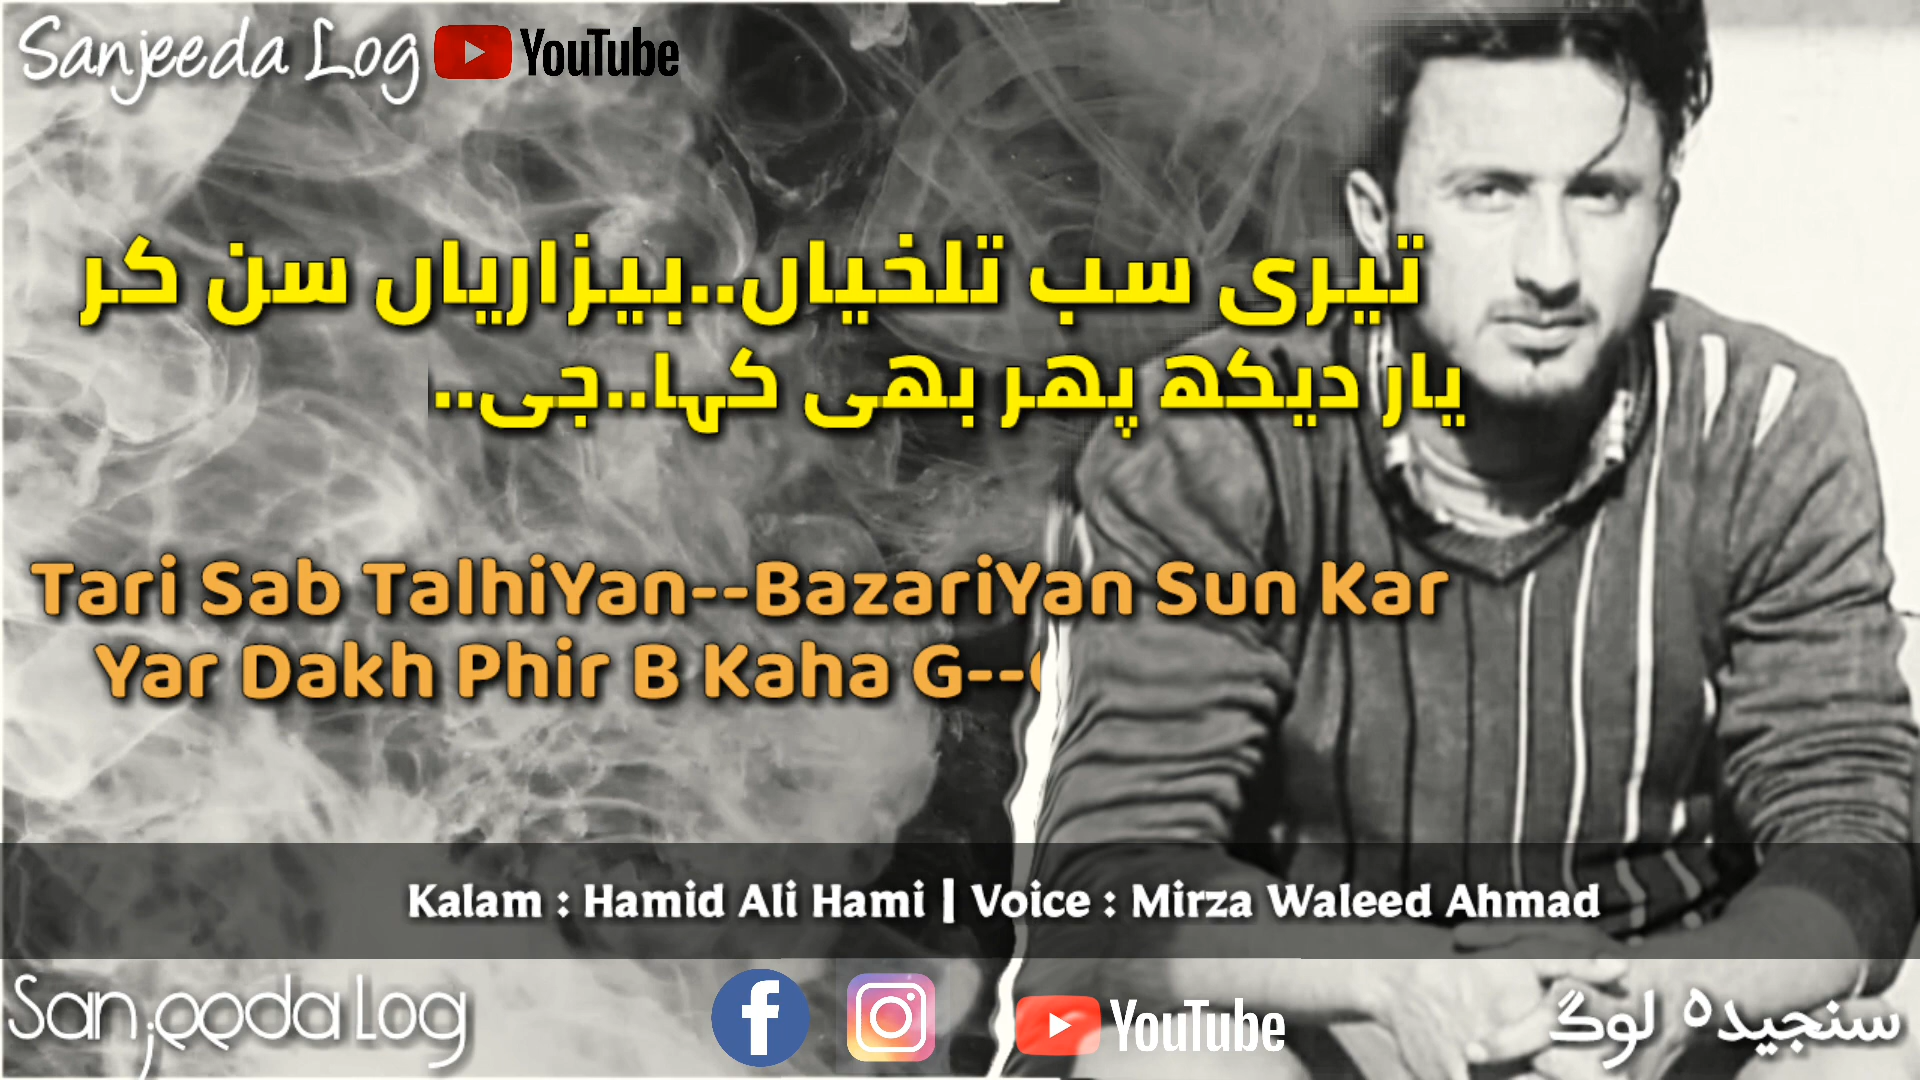 Sanjeeda Log YouTube
تیری سب تلخیاں..بیزاریاں سن کر
یار دیکھ پھر بھی کہا..جی..
Tari Sab TalhiYan--BazariYan Sun Kar
Yar Dakh Phir B Kaha G--
Kalam : Hamid Ali Hami | Voice : Mirza Waleed Ahmad
Sanjeeda Log f YouTube سنجیدہ لوگ